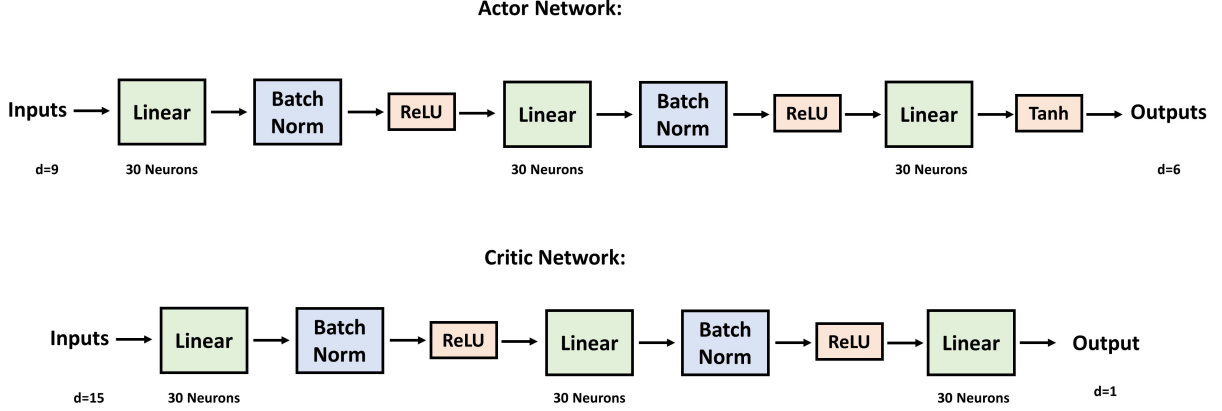 Actor Network:
Inputs
Linear
Batch
Norm
ReLU
Linear
Batch
Norm
ReLU
Linear
Tanh
Outputs
d=9
30 Neurons
30 Neurons
30 Neurons
d=6
Critic Network:
Inputs
Linear
Batch
Norm
ReLU
Linear
Batch
Norm
ReLU
Linear
Output
d=15
30 Neurons
30 Neurons
30 Neurons
d=1